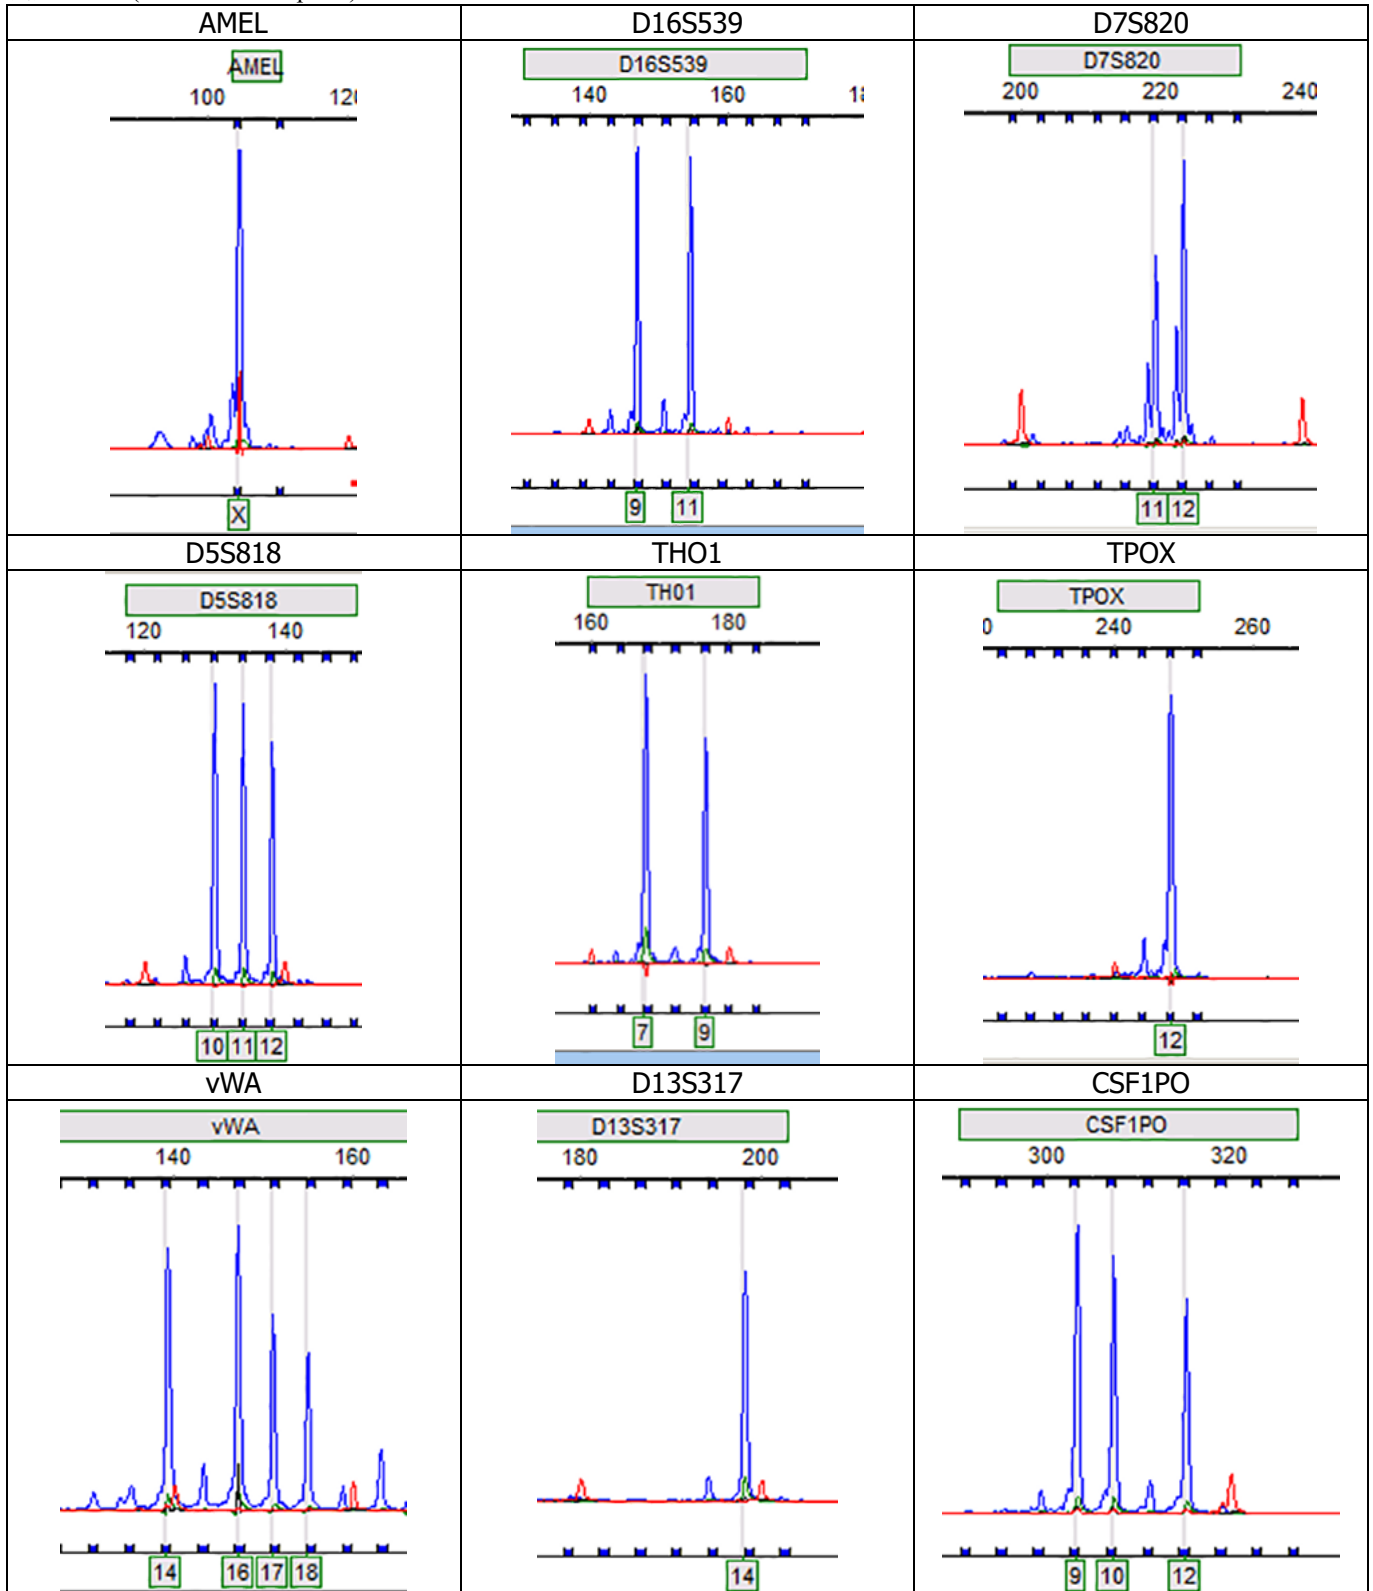 AMEL D16S539 D7S820
AMEL D16S539 D7S820
100 140 160 200 220 240
X 9 11 11 12
D5S818 THO1 TPOX
D5S818 TH01 TPOX
120 140 160 180 240 260
10 11 12 7 9 12
vWA D13S317 CSF1PO
vWA D13S317 CSF1PO
140 160 180 200 300 320
14 16 17 18 14 9 10 12